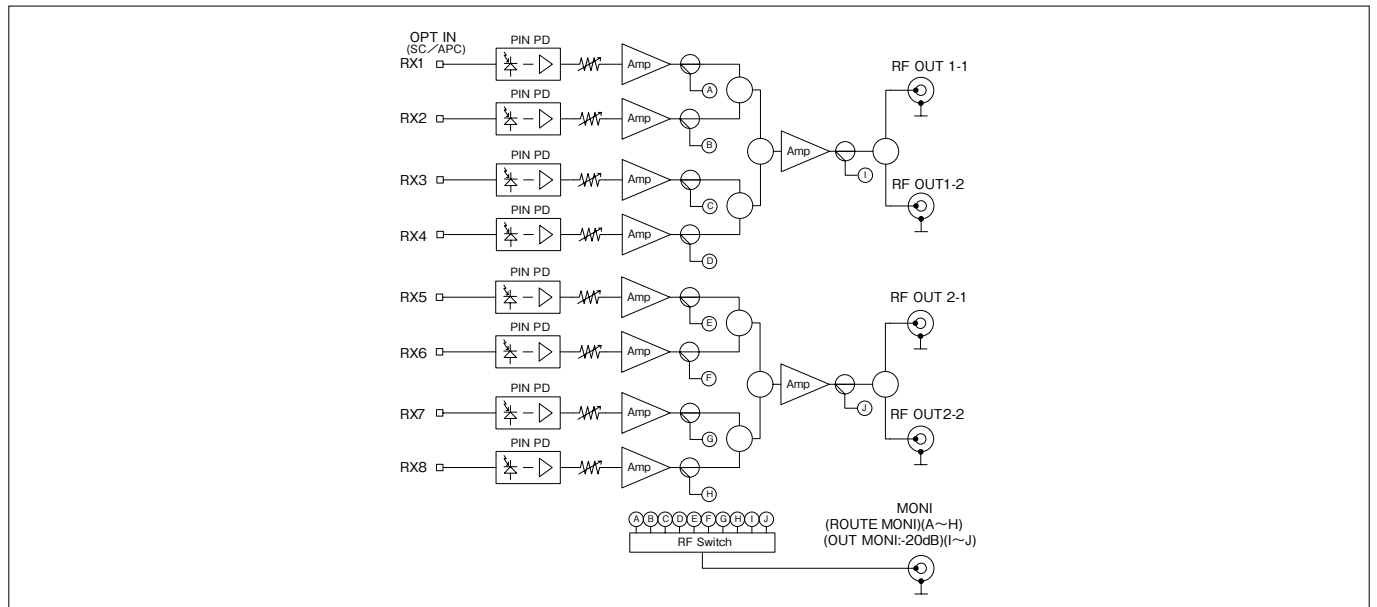 OPT IN
(SC／APC)
PIN PD
RX1
Amp
A
RF OUT 1-1
PIN PD
RX2
Amp
B
Amp
I
PIN PD
RX3
Amp
C
RF OUT1-2
PIN PD
RX4
Amp
D
PIN PD
RX5
Amp
E
RF OUT 2-1
PIN PD
RX6
Amp
F
Amp
J
PIN PD
RX7
Amp
G
RF OUT2-2
PIN PD
RX8
Amp
H
A B C D E F G H I J
RF Switch
MONI
(ROUTE MONI)(A～H)
(OUT MONI:-20dB)(I～J)